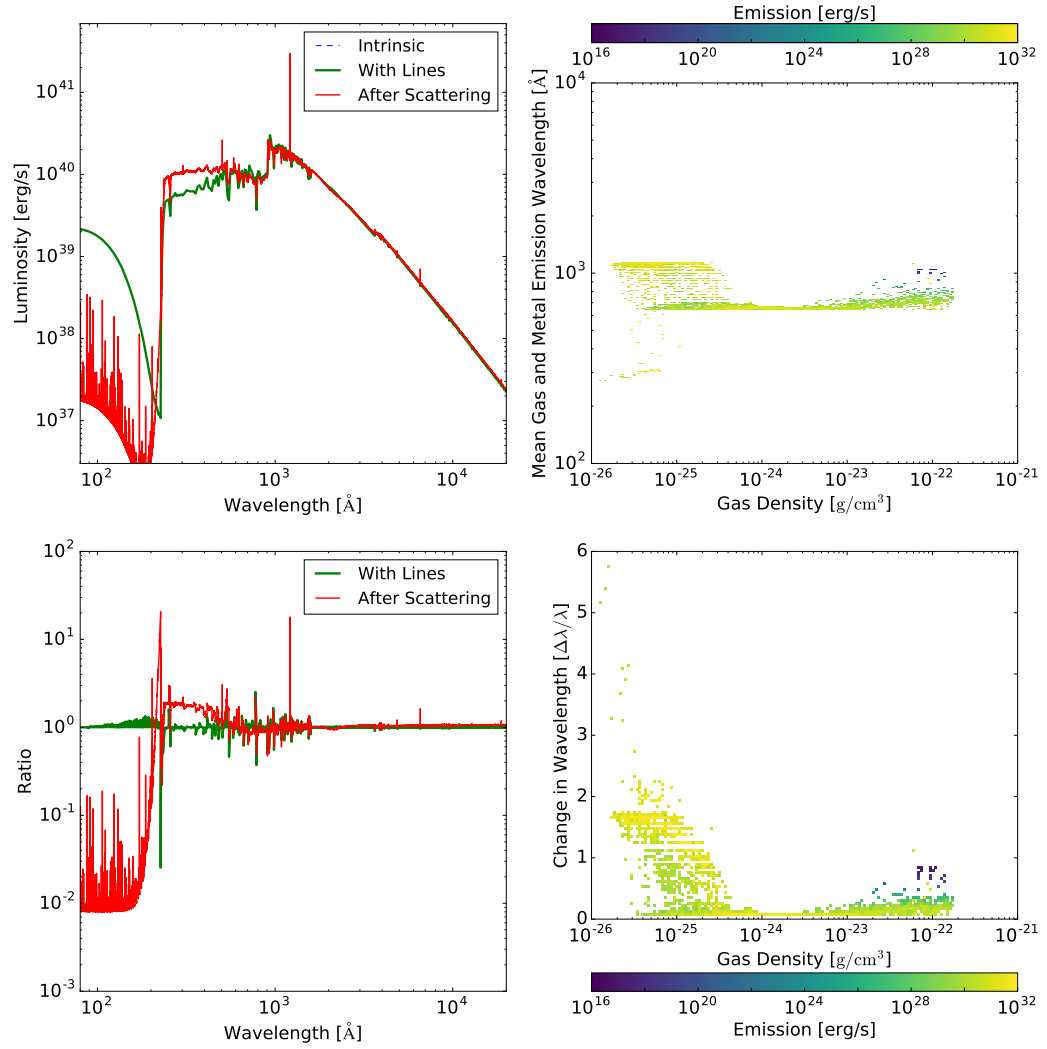 Intrinsic
With Lines
After Scattering
10^41
10^40
10^39
10^38
10^37
Luminosity [erg/s]
10^2 10^3 10^4
Wavelength [Å]
Emission [erg/s]
10^16 10^20 10^24 10^28 10^32
10^4
10^3
10^2
Mean Gas and Metal Emission Wavelength [Å]
10^-26 10^-25 10^-24 10^-23 10^-22 10^-21
Gas Density [g/cm^3]
With Lines
After Scattering
10^2
10^1
10^0
10^-1
10^-2
10^-3
Ratio
10^2 10^3 10^4
Wavelength [Å]
6
5
4
3
2
1
0
Change in Wavelength [Δλ/λ]
10^-26 10^-25 10^-24 10^-23 10^-22 10^-21
Gas Density [g/cm^3]
10^16 10^20 10^24 10^28 10^32
Emission [erg/s]